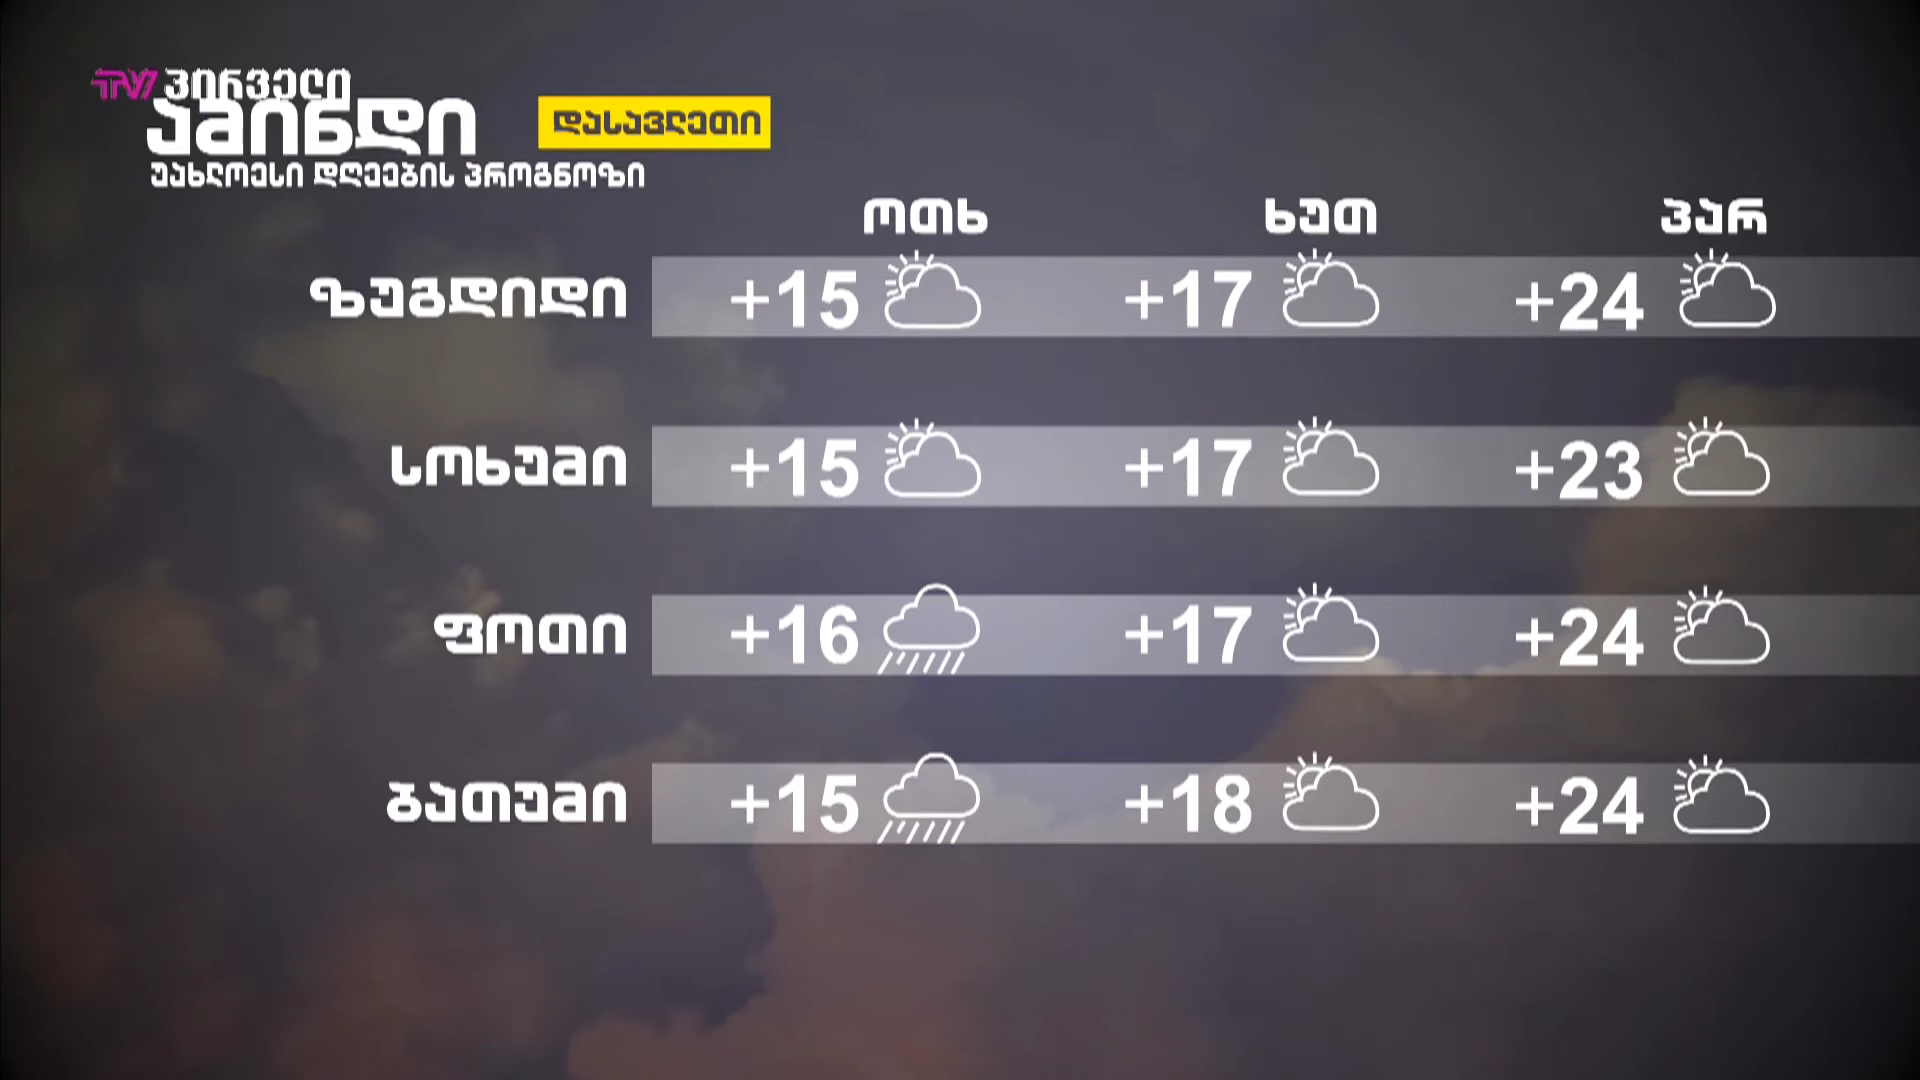 TV1 პირველი
ამინდი
დასავლეთი
უახლოესი დღეების პროგნოზი
ოთხ ხუთ პარ
ზუგდიდი +15 +17 +24
სოხუმი +15 +17 +23
ფოთი +16 +17 +24
ბათუმი +15 +18 +24